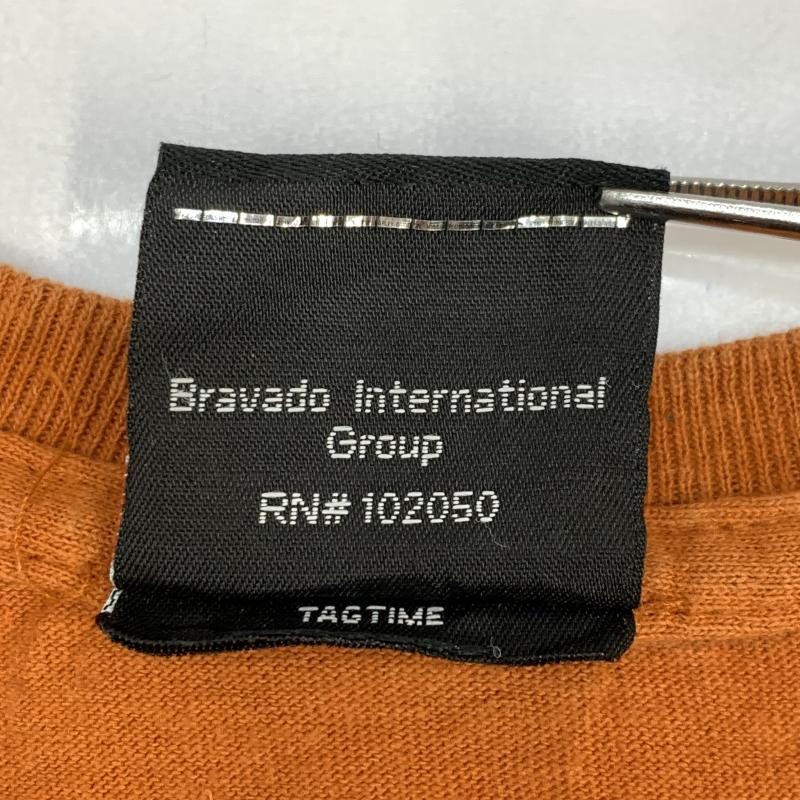 Bravado International
Group
RN# 102050
TAGTIME